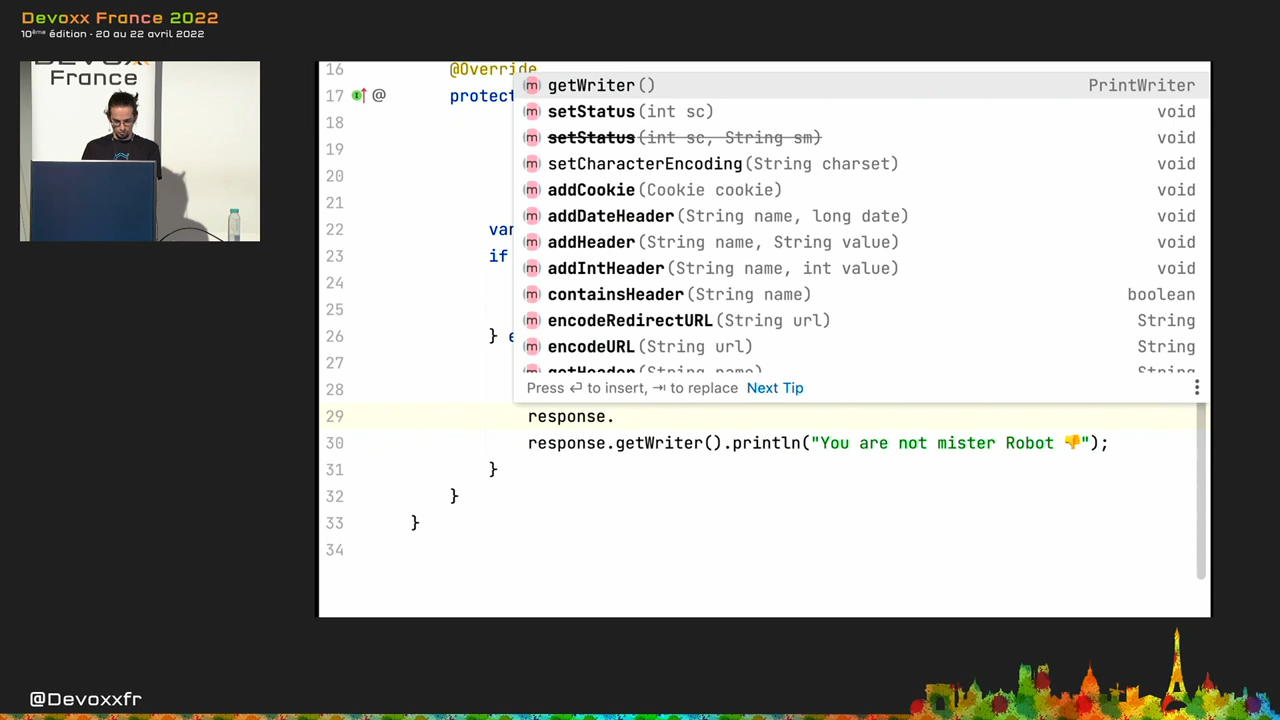 Devoxx France 2022
10ème édition - 20 au 22 avril 2022
DEVOXX
France
16 @Override
17 @ protect
18
19
20
21
22 var
23 if
24
25
26 } e
27
28
29 response.
30 response.getWriter().println("You are not mister Robot 👎");
31 }
32 }
33 }
34
getWriter() PrintWriter
setStatus(int sc) void
setStatus(int sc, String sm) void
setCharacterEncoding(String charset) void
addCookie(Cookie cookie) void
addDateHeader(String name, long date) void
addHeader(String name, String value) void
addIntHeader(String name, int value) void
containsHeader(String name) boolean
encodeRedirectURL(String url) String
encodeURL(String url) String
getHeader(String name) String
Press ⏎ to insert, ⇥ to replace Next Tip
@Devoxxfr